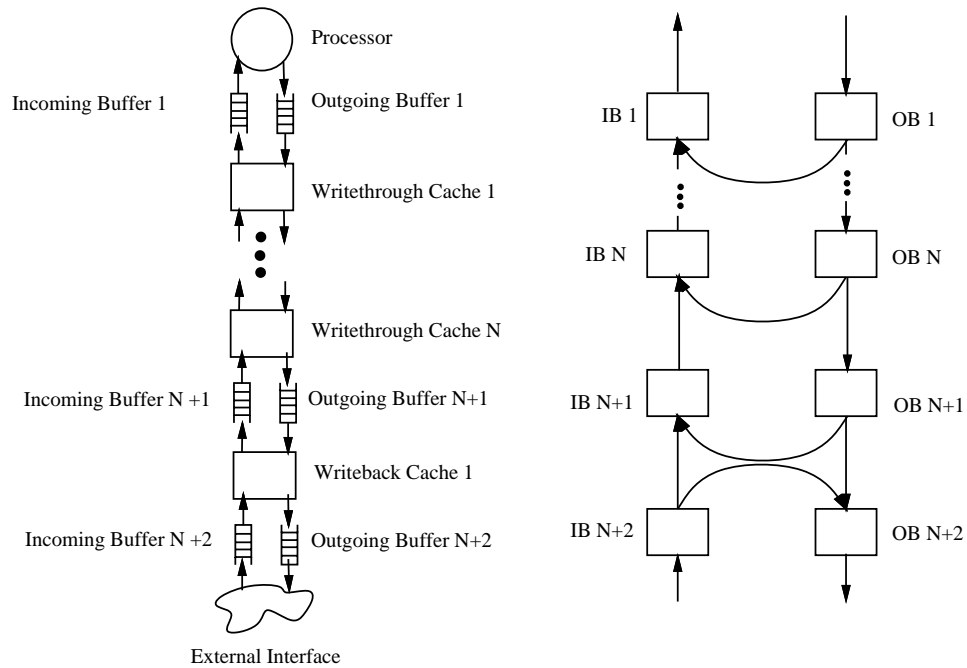 Processor
Incoming Buffer 1
Outgoing Buffer 1
Writethrough Cache 1
Writethrough Cache N
Incoming Buffer N +1
Outgoing Buffer N+1
Writeback Cache 1
Incoming Buffer N +2
Outgoing Buffer N+2
External Interface
IB 1
OB 1
IB N
OB N
IB N+1
OB N+1
IB N+2
OB N+2